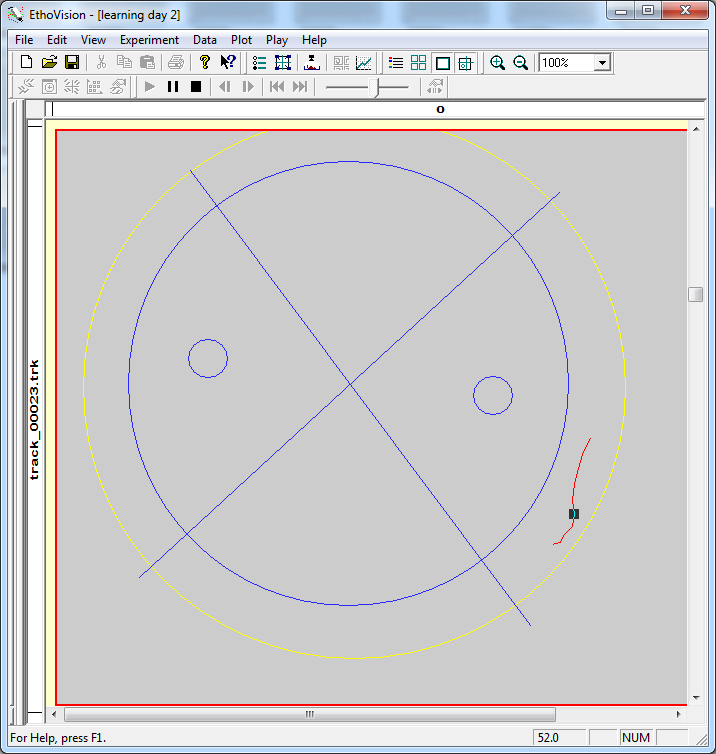 EthoVision - [learning day 2]
File Edit View Experiment Data Plot Play Help
100%
O
track_00023.trk
For Help, press F1.
52.0
NUM